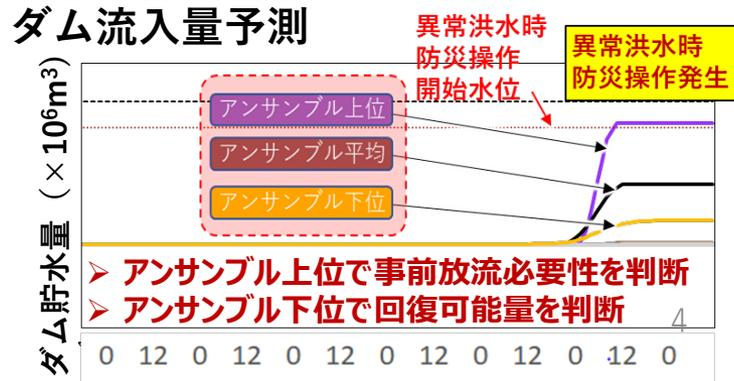 ダム流入量予測
異常洪水時
防災操作
開始水位
異常洪水時
防災操作発生
ダム貯水量（×10⁶m³）
アンサンブル上位
アンサンブル平均
アンサンブル下位
➢ アンサンブル上位で事前放流必要性を判断
➢ アンサンブル下位で回復可能量を判断
4
0 12 0 12 0 12 0 12 0 12 0 12 0